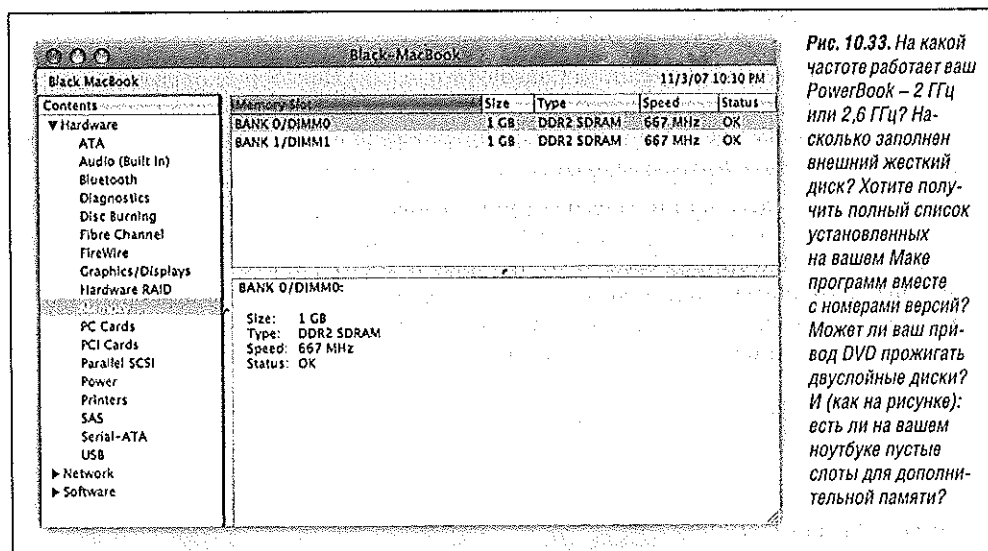 Black-MacBook
Black MacBook
11/3/07 10:30 PM
Contents
Memory Slot Size Type Speed Status
▼ Hardware
BANK 0/DIMM0 1 GB DDR2 SDRAM 667 MHz OK
ATA
BANK 1/DIMM1 1 GB DDR2 SDRAM 667 MHz OK
Audio (Built In)
Bluetooth
Diagnostics
Disc Burning
Fibre Channel
FireWire
Graphics/Displays
Hardware RAID
PC Cards
PCI Cards
Parallel SCSI
Power
Printers
SAS
Serial-ATA
USB
▶ Network
▶ Software
BANK 0/DIMM0:
Size: 1 GB
Type: DDR2 SDRAM
Speed: 667 MHz
Status: OK
Рис. 10.33. На какой
частоте работает ваш
PowerBook – 2 ГГц
или 2,6 ГГц? На-
сколько заполнен
внешний жесткий
диск? Хотите полу-
чить полный список
установленных
на вашем Маке
программ вместе
с номерами версий?
Может ли ваш при-
вод DVD прожигать
двуслойные диски?
И (как на рисунке):
есть ли на вашем
ноутбуке пустые
слоты для дополни-
тельной памяти?